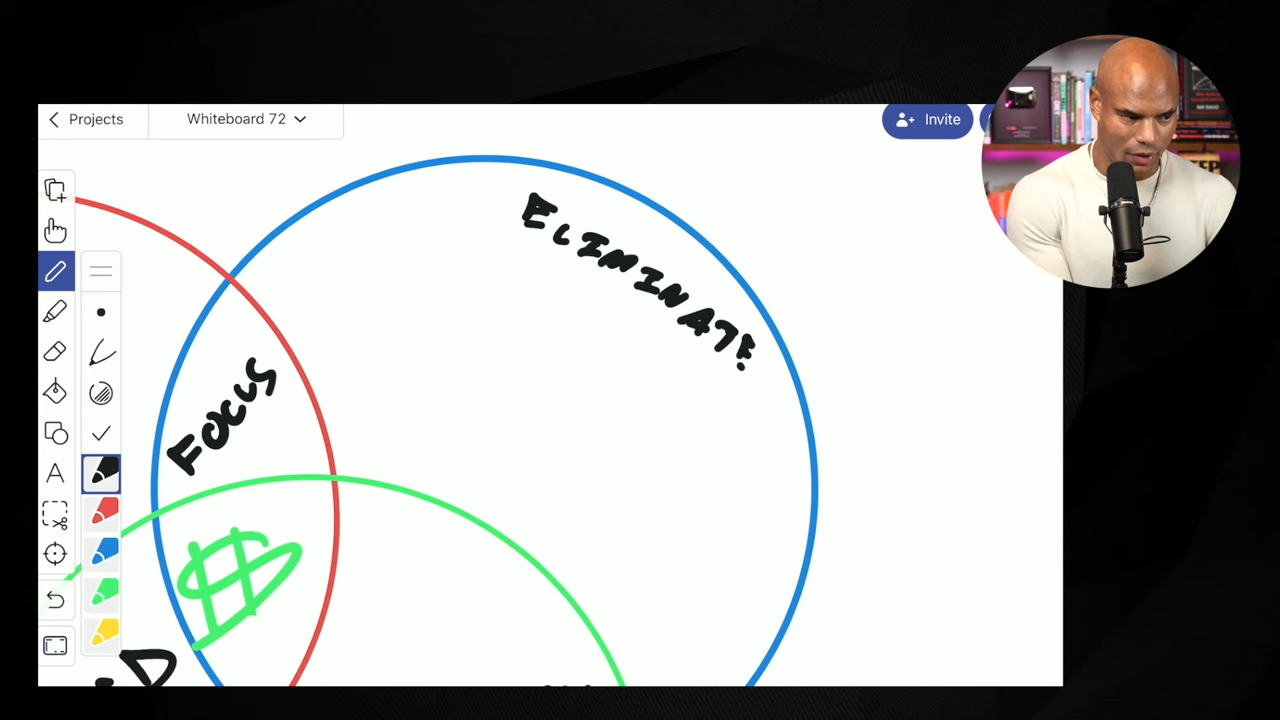 Projects
Whiteboard 72
Invite
ELIMINATE
FOCUS
$
D
A